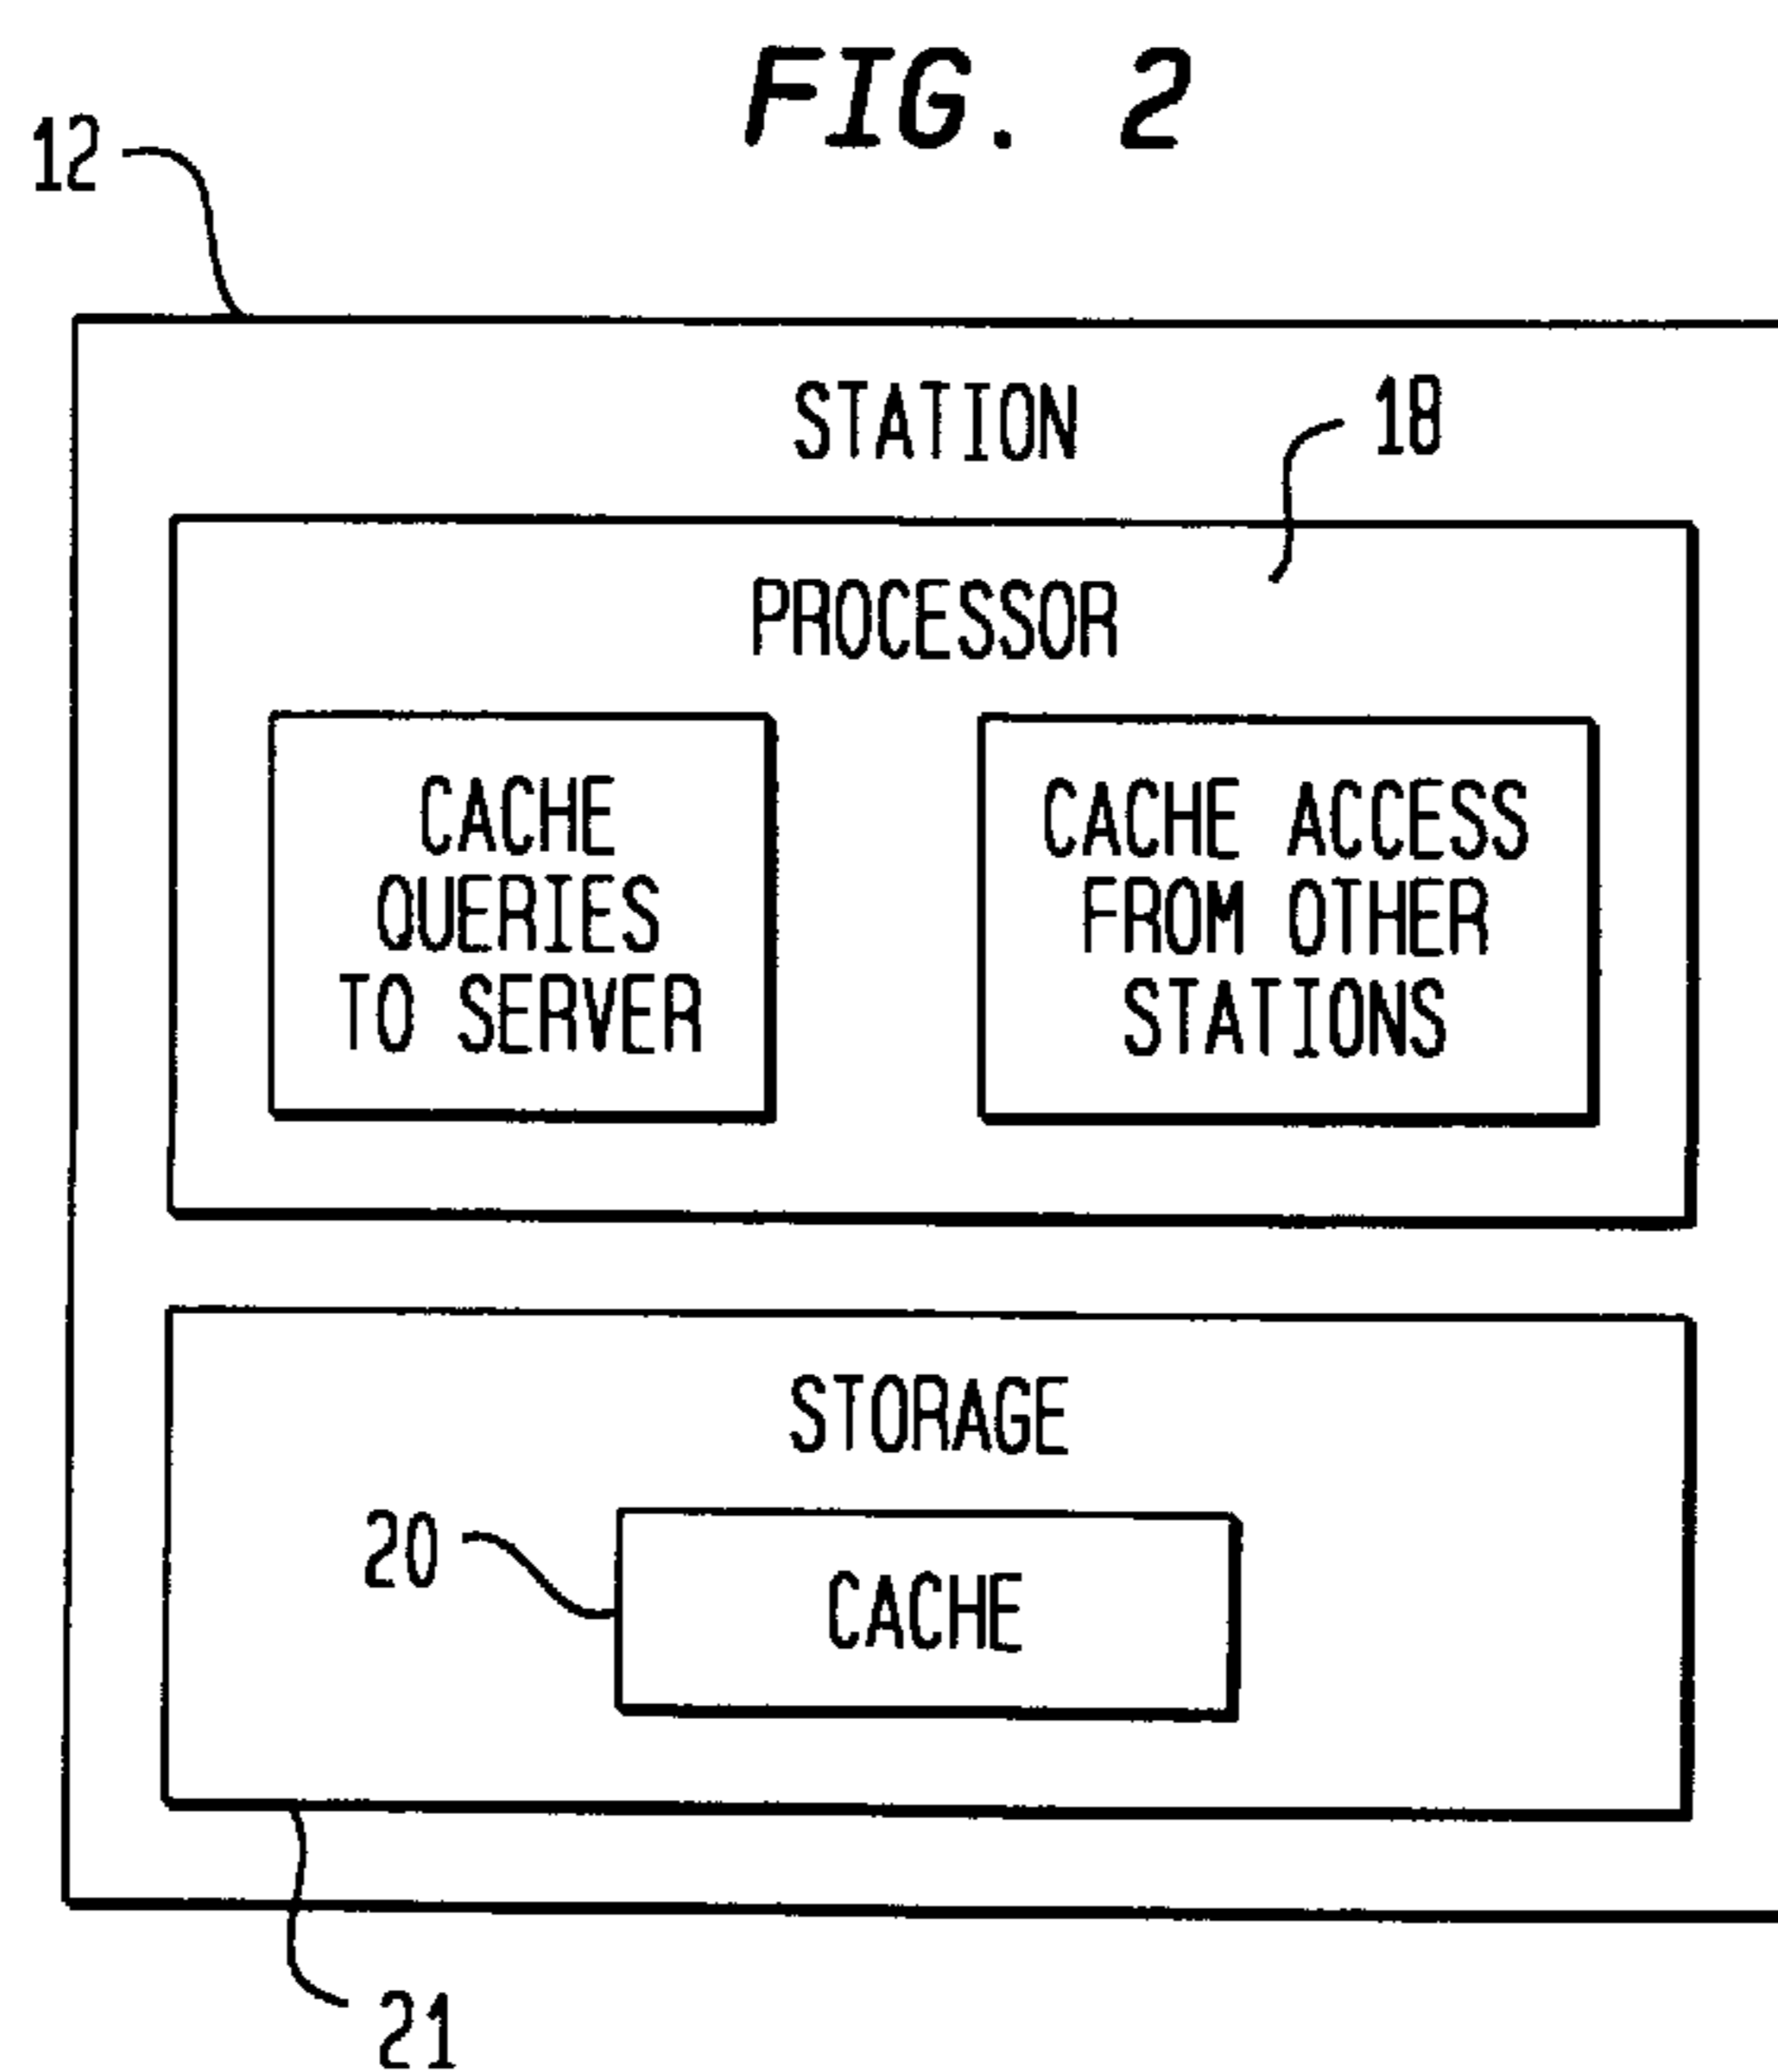 FIG. 2
12
STATION
18
PROCESSOR
CACHE
QUERIES
TO SERVER
CACHE ACCESS
FROM OTHER
STATIONS
STORAGE
20
CACHE
21